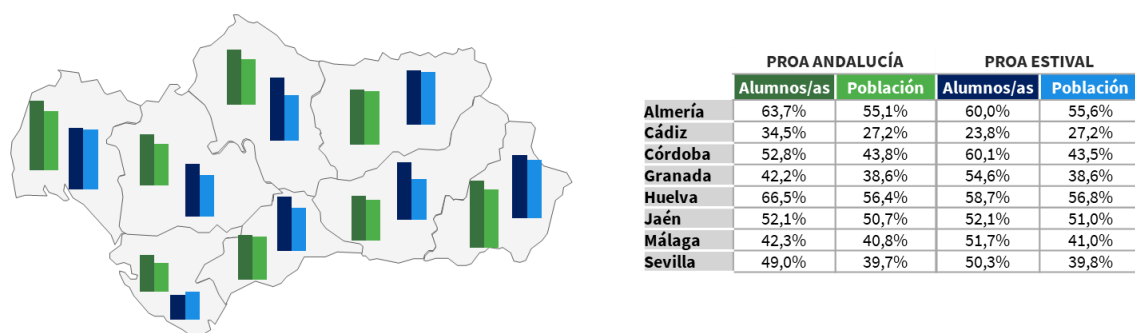 PROA ANDALUCÍA PROA ESTIVAL
Alumnos/as Población Alumnos/as Población
Almería 63,7% 55,1% 60,0% 55,6%
Cádiz 34,5% 27,2% 23,8% 27,2%
Córdoba 52,8% 43,8% 60,1% 43,5%
Granada 42,2% 38,6% 54,6% 38,6%
Huelva 66,5% 56,4% 58,7% 56,8%
Jaén 52,1% 50,7% 52,1% 51,0%
Málaga 42,3% 40,8% 51,7% 41,0%
Sevilla 49,0% 39,7% 50,3% 39,8%